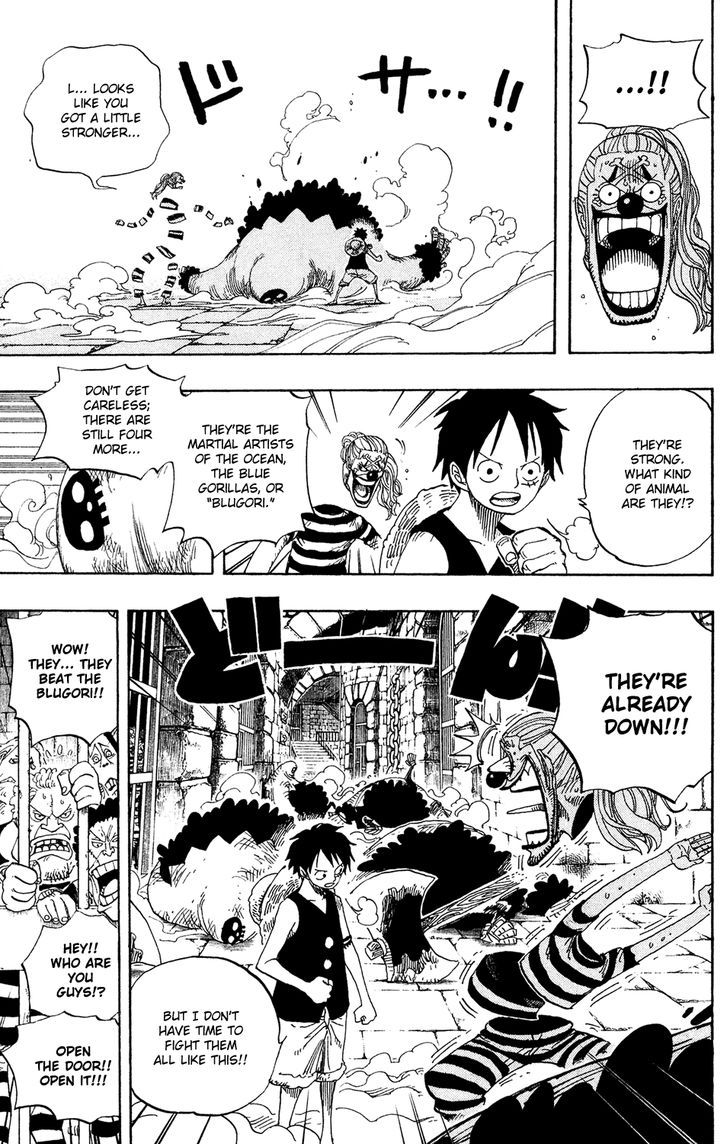 ...!!
ドサ...!!
L... LOOKS
LIKE YOU
GOT A LITTLE
STRONGER...
THEY'RE
STRONG.
WHAT KIND
OF ANIMAL
ARE THEY!?
THEY'RE THE
MARTIAL ARTISTS
OF THE OCEAN,
THE BLUE
GORILLAS, OR
"BLUGORI."
DON'T GET
CARELESS;
THERE ARE
STILL FOUR
MORE...
THEY'RE
ALREADY
DOWN!!!
BUT I DON'T
HAVE TIME TO
FIGHT THEM
ALL LIKE THIS!!
WOW!
THEY... THEY
BEAT THE
BLUGORI!!
HEY!!
WHO ARE
YOU
GUYS!?
OPEN
THE DOOR!!
OPEN IT!!!